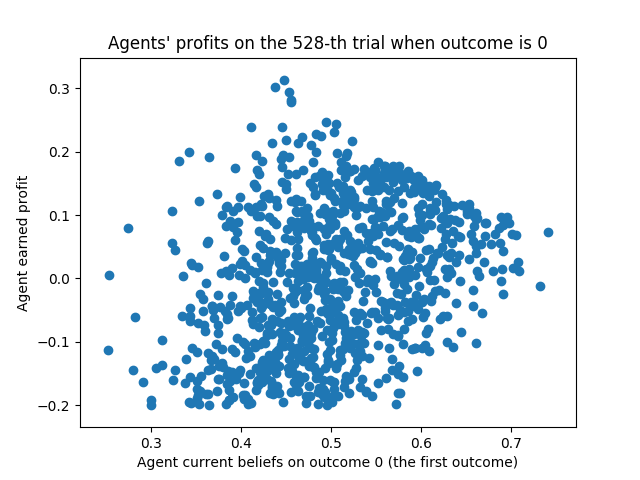 Agents' profits on the 528-th trial when outcome is 0
0.3
0.2
0.1
0.0
−0.1
−0.2
Agent earned profit
0.3 0.4 0.5 0.6 0.7
Agent current beliefs on outcome 0 (the first outcome)